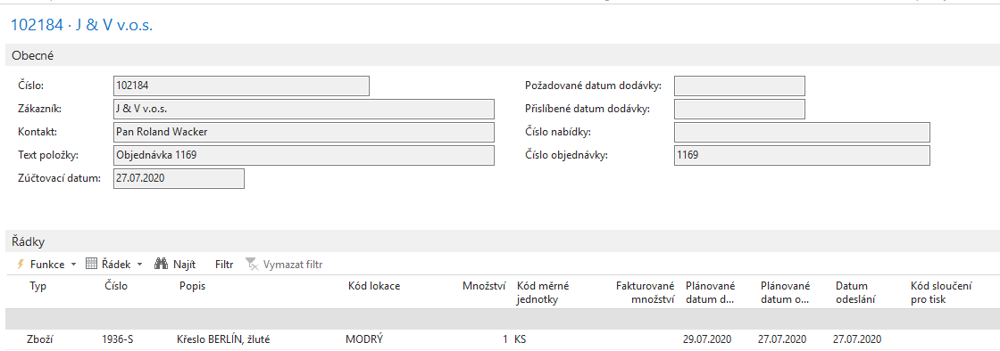 102184 · J & V v.o.s.
Obecné
Číslo: 102184 Požadované datum dodávky:
Zákazník: J & V v.o.s. Přislíbené datum dodávky:
Kontakt: Pan Roland Wacker Číslo nabídky:
Text položky: Objednávka 1169 Číslo objednávky: 1169
Zúčtovací datum: 27.07.2020
Řádky
Funkce Řádek Najít Filtr Vymazat filtr
Typ Číslo Popis Kód lokace Množství Kód měrné Fakturované Plánované Plánované Datum Kód sloučení
jednotky množství datum d... datum o... odeslání pro tisk
Zboží 1936-S Křeslo BERLÍN, žluté MODRÝ 1 KS 29.07.2020 27.07.2020 27.07.2020